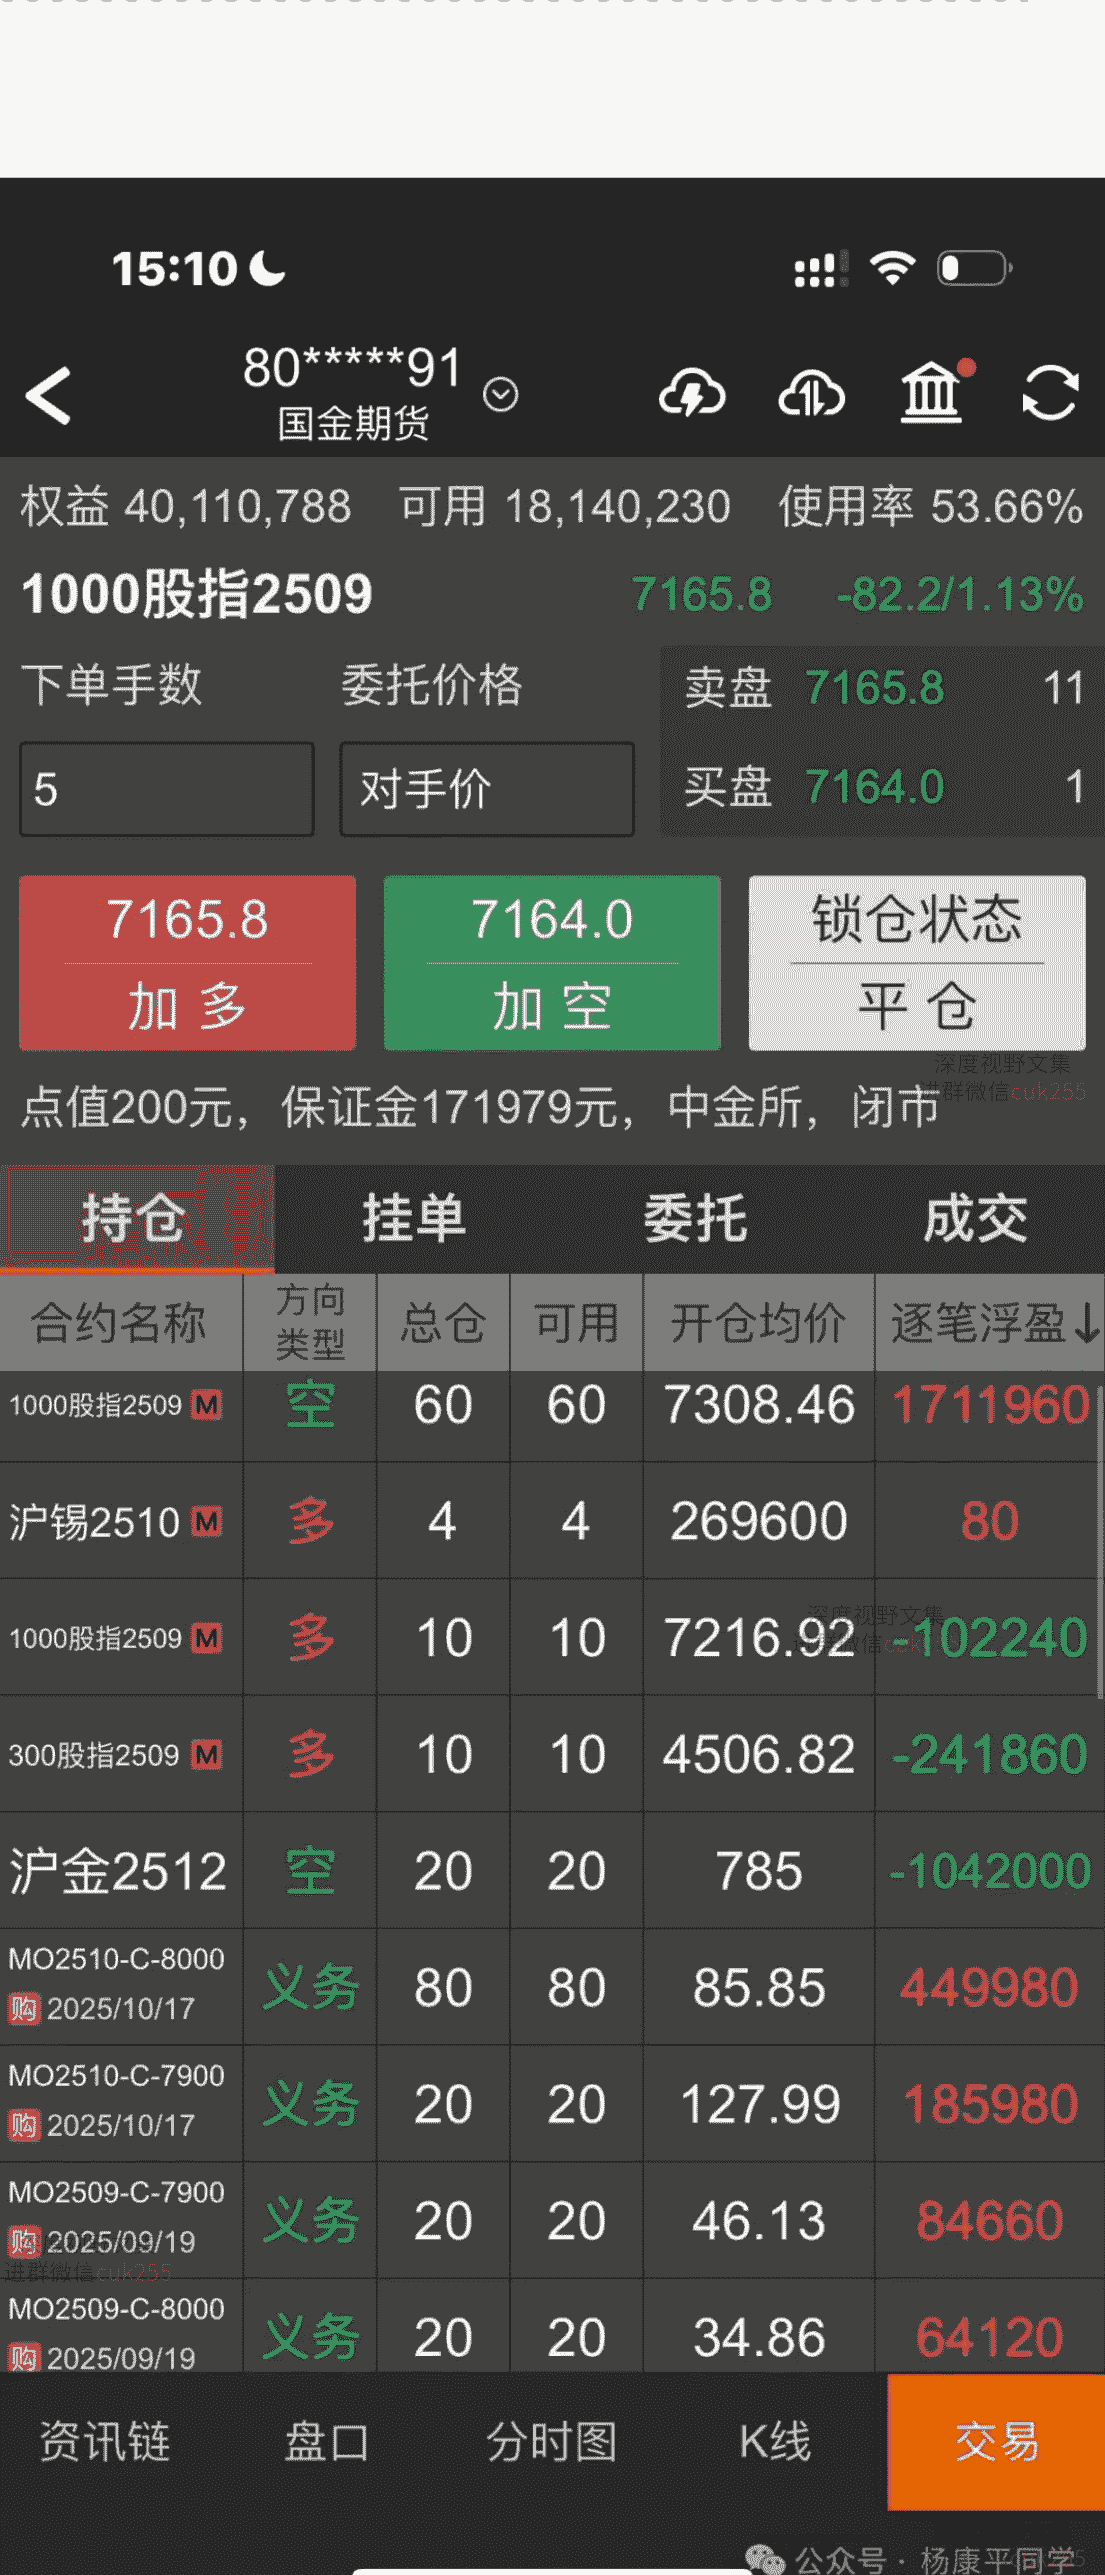 15:10
80*****91
国金期货
权益 40,110,788 可用 18,140,230 使用率 53.66%
1000股指2509 7165.8 -82.2/1.13%
下单手数 委托价格 卖盘 7165.8 11
5 对手价 买盘 7164.0 1
7165.8 7164.0 锁仓状态
加多 加空 平仓
深度视野文集
进群微信cuk255
点值200元，保证金171979元，中金所，闭市
持仓 挂单 委托 成交
合约名称 方向类型 总仓 可用 开仓均价 逐笔浮盈↓
1000股指2509 M 空 60 60 7308.46 1711960
沪锡2510 M 多 4 4 269600 80
深度视野文集
1000股指2509 M 多 10 10 7216.92 -102240
300股指2509 M 多 10 10 4506.82 -241860
沪金2512 空 20 20 785 -1042000
MO2510-C-8000
购 2025/10/17 义务 80 80 85.85 449980
MO2510-C-7900
购 2025/10/17 义务 20 20 127.99 185980
MO2509-C-7900
购 2025/09/19 义务 20 20 46.13 84660
进群微信cuk255
MO2509-C-8000
购 2025/09/19 义务 20 20 34.86 64120
资讯链 盘口 分时图 K线 交易
公众号 · 杨康平同学